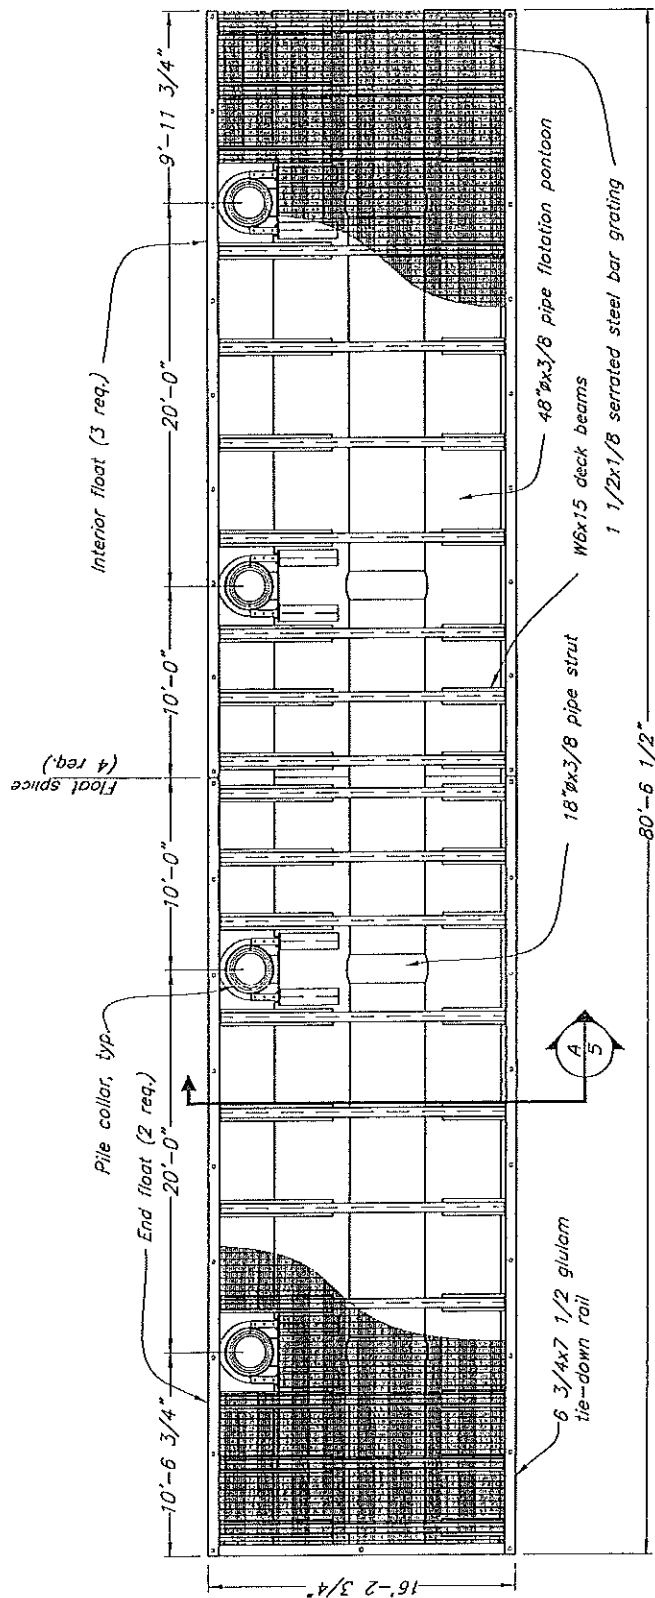 10'-6 3/4"
20'-0"
10'-0"
10'-0"
20'-0"
9'-11 3/4"
End float (2 req.)
Pile collar, typ.
Float splice
(4 req.)
Interior float (3 req.)
16'-2 3/4"
6 3/4x7 1/2 glulam
tie-down rail
A
5
18"øx3/8 pipe strut
W6x15 deck beams
48"øx3/8 pipe flotation pontoon
1 1/2x1/8 serrated steel bar grating
80'-6 1/2"